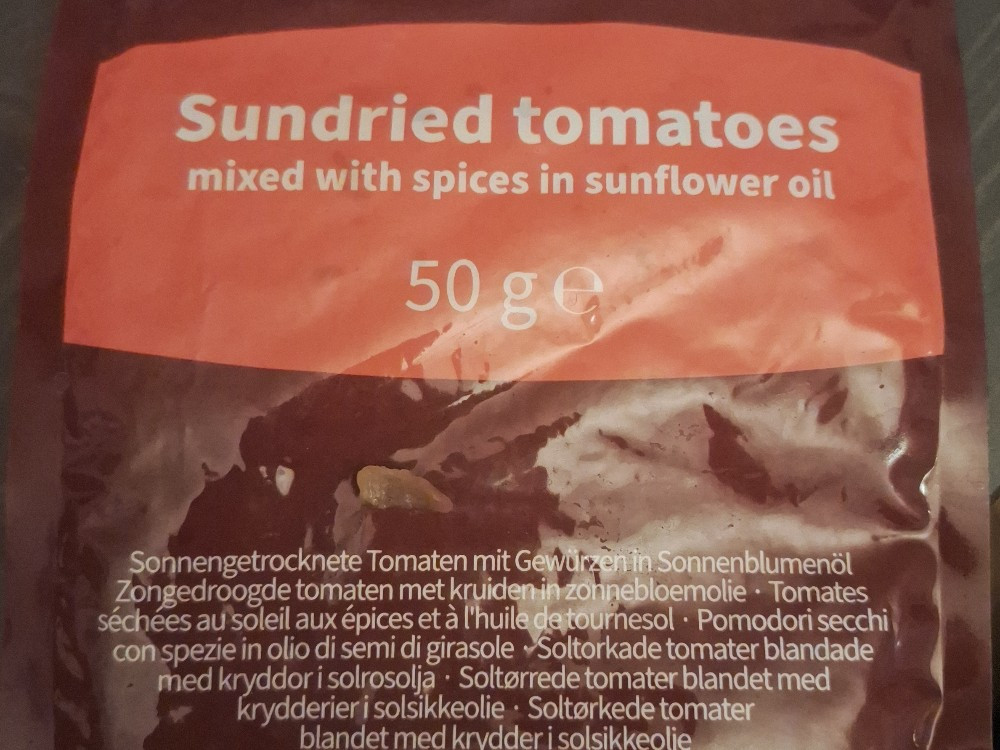 Sundried tomatoes
mixed with spices in sunflower oil
50 g ℮
Sonnengetrocknete Tomaten mit Gewürzen in Sonnenblumenöl
Zongedroogde tomaten met kruiden in zonnebloemolie · Tomates
séchées au soleil aux épices et à l'huile de tournesol · Pomodori secchi
con spezie in olio di semi di girasole · Soltorkade tomater blandade
med kryddor i solrosolja · Soltørrede tomater blandet med
krydderier i solsikkeolie · Soltørkede tomater
blandet med krydder i solsikkeolje